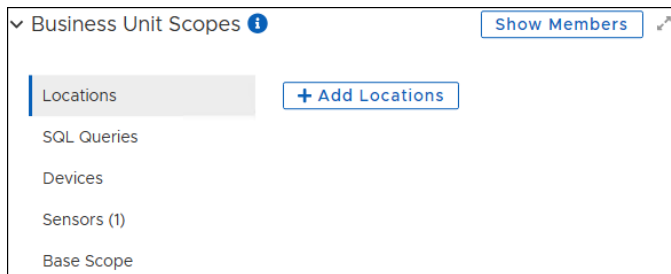 Business Unit Scopes i Show Members
Locations + Add Locations
SQL Queries
Devices
Sensors (1)
Base Scope